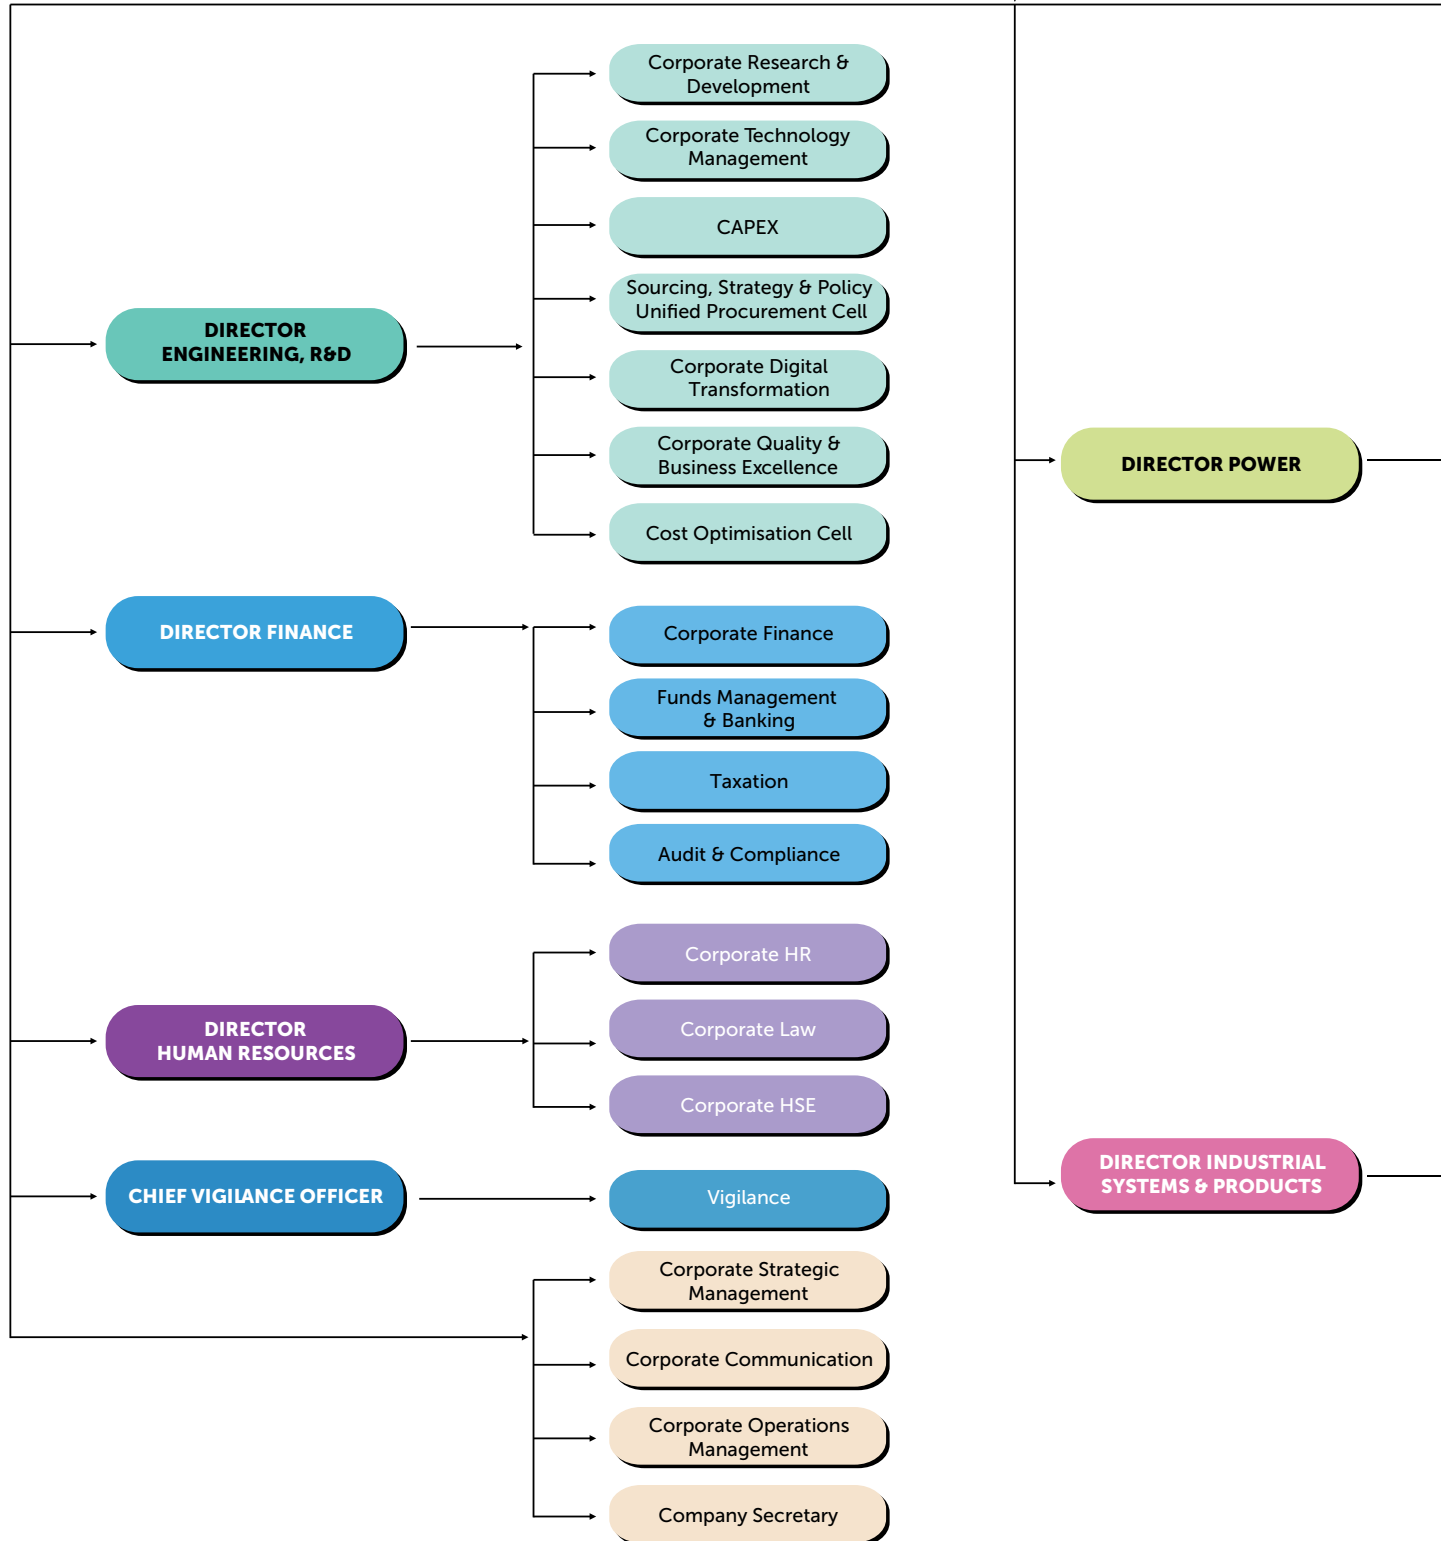 Corporate Research &
Development
Corporate Technology
Management
CAPEX
Sourcing, Strategy & Policy
Unified Procurement Cell
DIRECTOR
ENGINEERING, R&D
Corporate Digital
Transformation
Corporate Quality &
Business Excellence
Cost Optimisation Cell
DIRECTOR FINANCE
Corporate Finance
Funds Management
& Banking
Taxation
Audit & Compliance
DIRECTOR
HUMAN RESOURCES
Corporate HR
Corporate Law
Corporate HSE
CHIEF VIGILANCE OFFICER
Vigilance
Corporate Strategic
Management
Corporate Communication
Corporate Operations
Management
Company Secretary
DIRECTOR POWER
DIRECTOR INDUSTRIAL
SYSTEMS & PRODUCTS